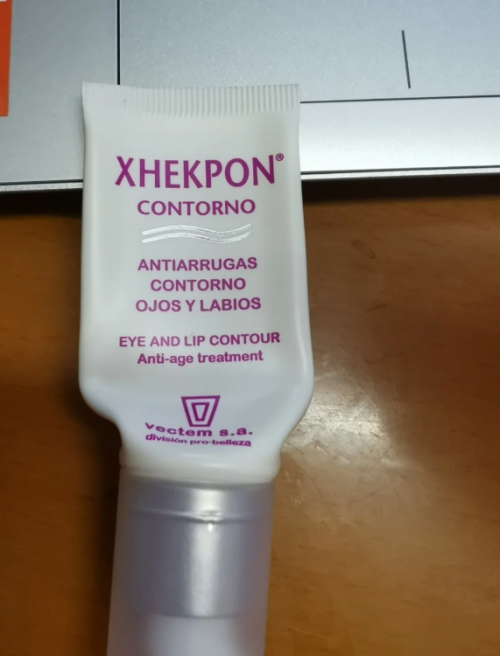 XHEKPON®
CONTORNO
ANTIARRUGAS
CONTORNO
OJOS Y LABIOS
EYE AND LIP CONTOUR
Anti-age treatment
vectem s.a.
división pro-belleza